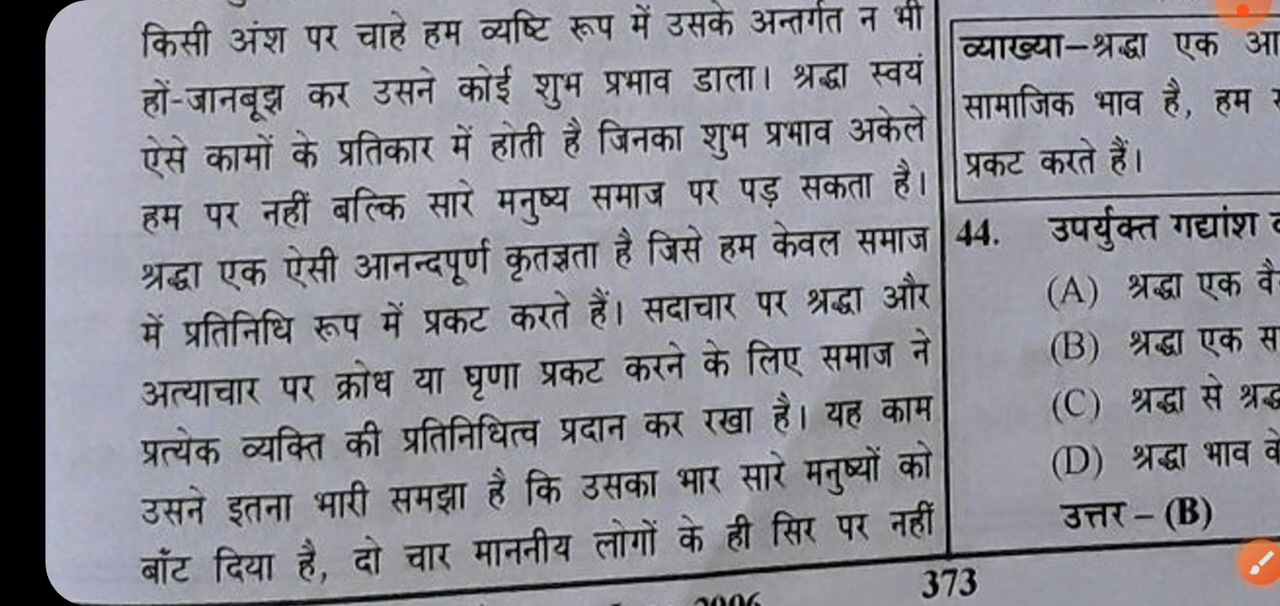 किसी अंश पर चाहे हम व्यष्टि रूप में उसके अन्तर्गत न भी
हों-जानबूझ कर उसने कोई शुभ प्रभाव डाला। श्रद्धा स्वयं
ऐसे कामों के प्रतिकार में होती है जिनका शुभ प्रभाव अकेले
हम पर नहीं बल्कि सारे मनुष्य समाज पर पड़ सकता है।
श्रद्धा एक ऐसी आनन्दपूर्ण कृतज्ञता है जिसे हम केवल समाज
में प्रतिनिधि रूप में प्रकट करते हैं। सदाचार पर श्रद्धा और
अत्याचार पर क्रोध या घृणा प्रकट करने के लिए समाज ने
प्रत्येक व्यक्ति की प्रतिनिधित्व प्रदान कर रखा है। यह काम
उसने इतना भारी समझा है कि उसका भार सारे मनुष्यों को
बाँट दिया है, दो चार माननीय लोगों के ही सिर पर नहीं
व्याख्या–श्रद्धा एक
सामाजिक भाव है, हम
प्रकट करते हैं।
44. उपर्युक्त गद्यांश
(A) श्रद्धा एक
(B) श्रद्धा एक
(C) श्रद्धा से
(D) श्रद्धा भाव
उत्तर – (B)
373